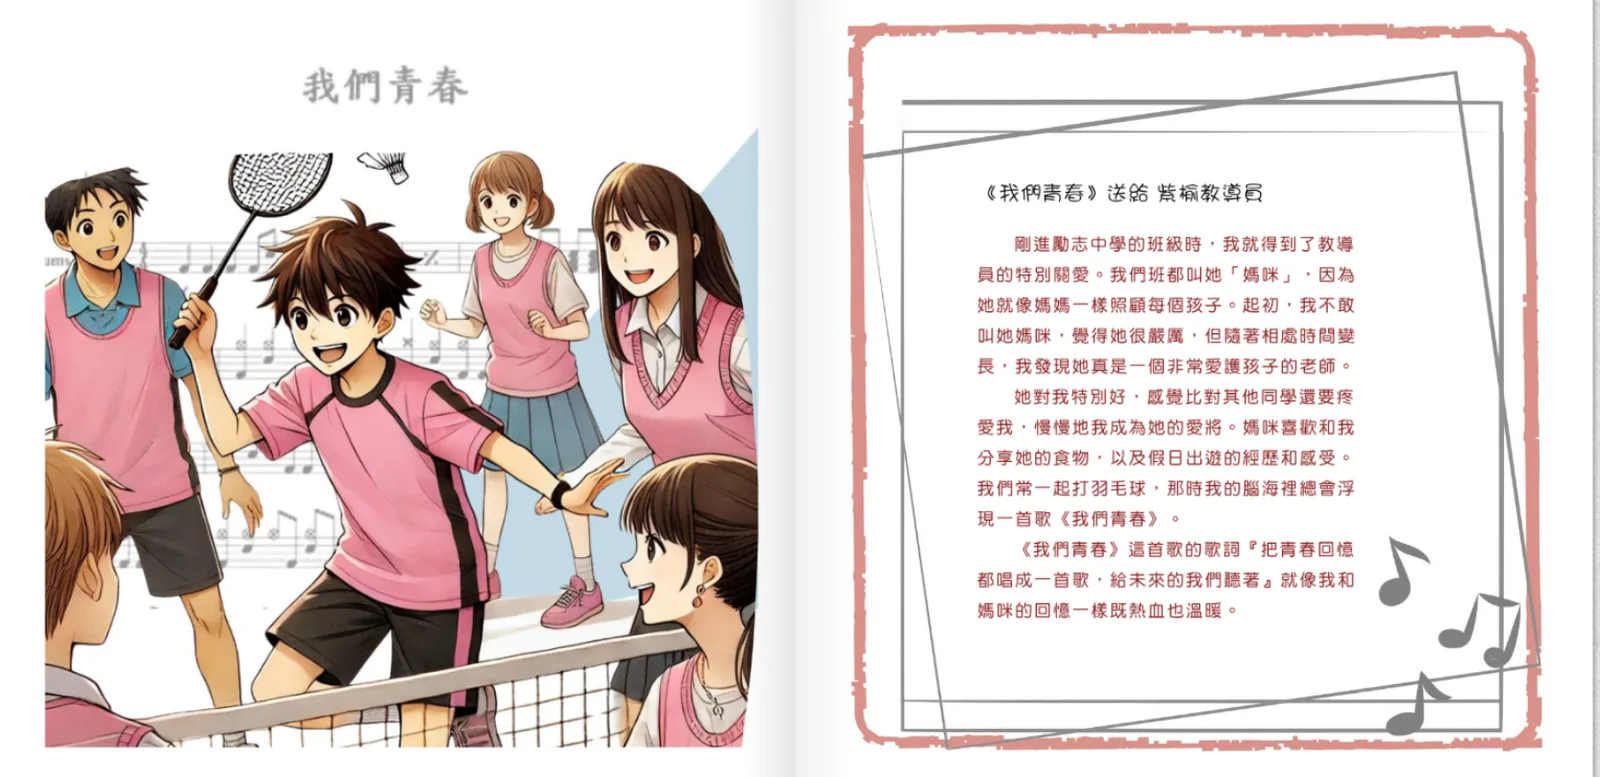 我們青春
《我們青春》送給 紫榆教導員
剛進勵志中學的班級時，我就得到了教導
員的特別關愛。我們班都叫她「媽咪」，因為
她就像媽媽一樣照顧每個孩子。起初，我不敢
叫她媽咪，覺得她很嚴厲，但隨著相處時間變
長，我發現她真是一個非常愛護孩子的老師。
她對我特別好，感覺比對其他同學還要疼
愛我，慢慢地我成為她的愛將。媽咪喜歡和我
分享她的食物，以及假日出遊的經歷和感受。
我們常一起打羽毛球，那時我的腦海裡總會浮
現一首歌《我們青春》。
《我們青春》這首歌的歌詞『把青春回憶
都唱成一首歌，給未來的我們聽著』就像我和
媽咪的回憶一樣既熱血也溫暖。